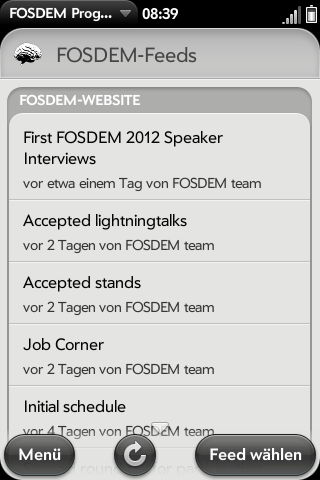 FOSDEM Prog...
08:39
FOSDEM-Feeds
FOSDEM-WEBSITE
First FOSDEM 2012 Speaker
Interviews
vor etwa einem Tag von FOSDEM team
Accepted lightningtalks
vor 2 Tagen von FOSDEM team
Accepted stands
vor 2 Tagen von FOSDEM team
Job Corner
vor 2 Tagen von FOSDEM team
Initial schedule
vor 4 Tagen von FOSDEM team
Menü
Feed wählen